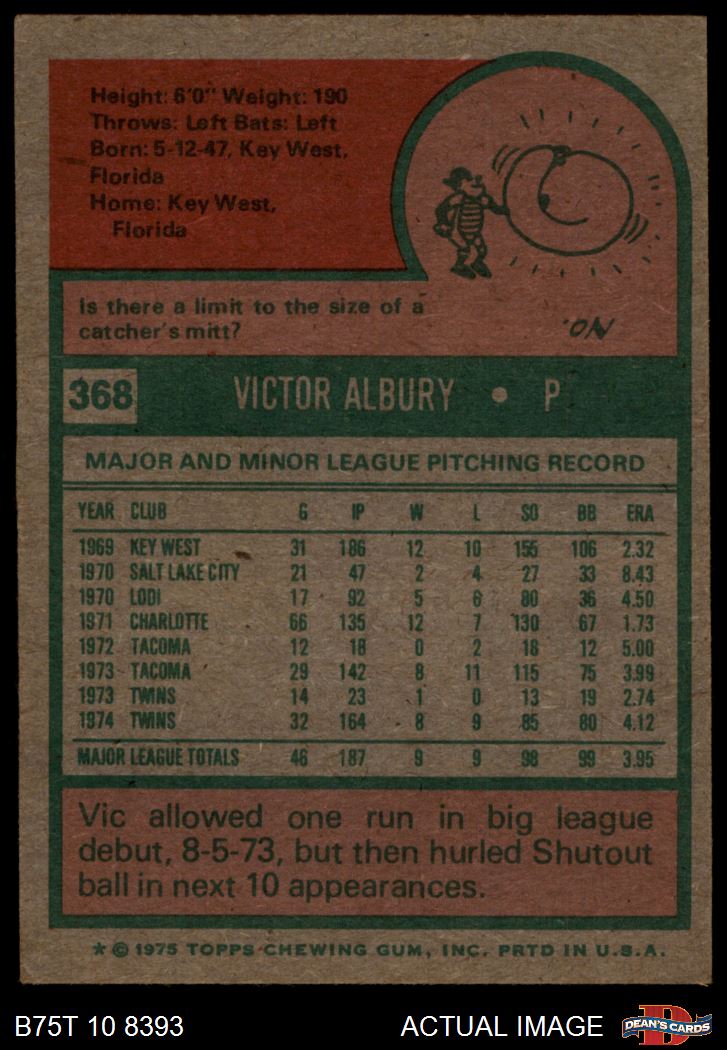 Height: 6'0" Weight: 190
Throws: Left Bats: Left
Born: 5-12-47, Key West,
Florida
Home: Key West,
Florida
Is there a limit to the size of a
catcher's mitt?
NO.
368 VICTOR ALBURY • P
MAJOR AND MINOR LEAGUE PITCHING RECORD
YEAR CLUB G IP W L SO BB ERA
1969 KEY WEST 31 186 12 10 155 106 2.32
1970 SALT LAKE CITY 21 47 2 4 27 33 8.43
1970 LODI 17 92 5 6 80 36 4.50
1971 CHARLOTTE 66 135 12 7 130 67 1.73
1972 TACOMA 12 18 0 2 18 12 5.00
1973 TACOMA 29 142 8 11 115 75 3.99
1973 TWINS 14 23 1 0 13 19 2.74
1974 TWINS 32 164 8 9 85 80 4.12
MAJOR LEAGUE TOTALS 46 187 9 9 98 99 3.95
Vic allowed one run in big league
debut, 8-5-73, but then hurled Shutout
ball in next 10 appearances.
* © 1975 TOPPS CHEWING GUM, INC. PRTD IN U.S.A.
B75T 10 8393 ACTUAL IMAGE D DEAN'S CARDS